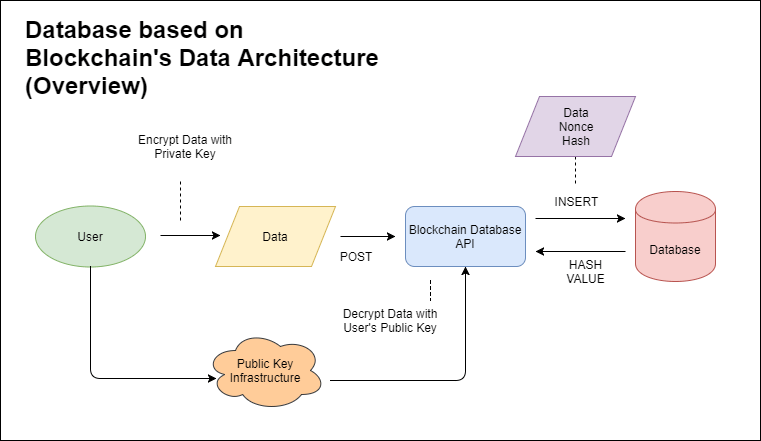 Database based on
Blockchain's Data Architecture
(Overview)
Data
Nonce
Hash
Encrypt Data with
Private Key
INSERT
User
Data
Blockchain Database
API
Database
POST
HASH
VALUE
Decrypt Data with
User's Public Key
Public Key
Infrastructure